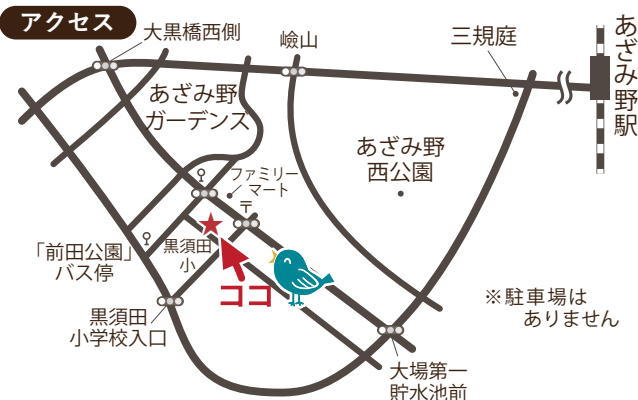 アクセス
大黒橋西側
嶮山
三規庭
あざみ野駅
あざみ野
ガーデンズ
あざみ野
西公園
ファミリー
マート
〒
「前田公園」
バス停
黒須田
小
ココ
黒須田
小学校入口
※駐車場は
ありません
大場第一
貯水池前